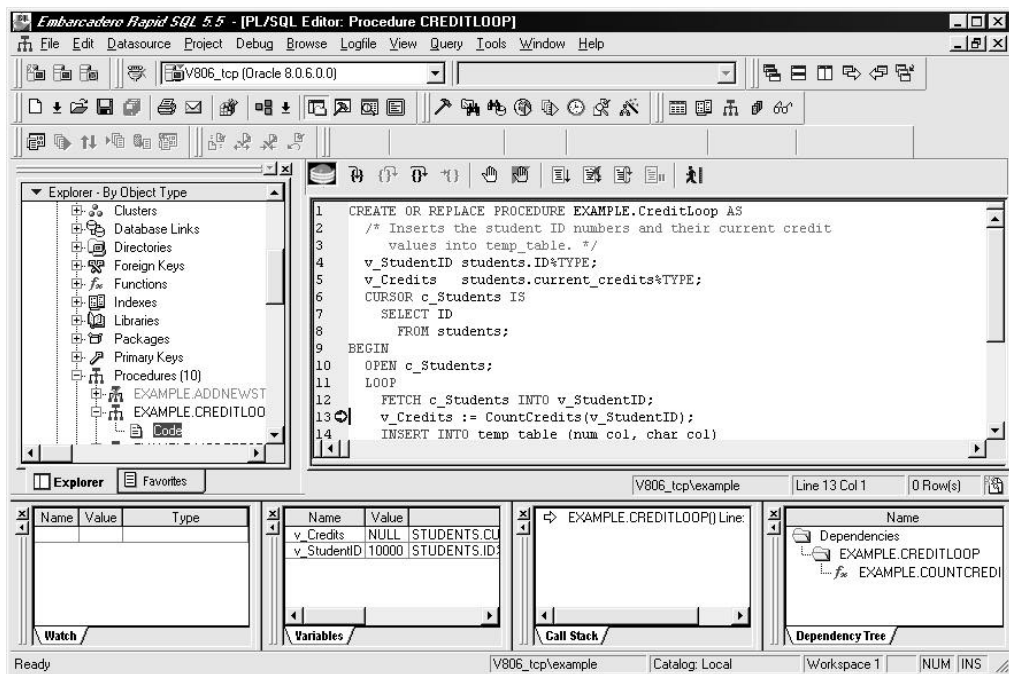 Embarcadero Rapid SQL 5.5 - [PL/SQL Editor: Procedure CREDITLOOP]
File Edit Datasource Project Debug Browse Logfile View Query Tools Window Help
V806_tcp (Oracle 8.0.6.0.0)
Explorer - By Object Type
Clusters
Database Links
Directories
Foreign Keys
Functions
Indexes
Libraries
Packages
Primary Keys
Procedures (10)
EXAMPLE.ADDNEWST
EXAMPLE.CREDITLOO
Code
Explorer Favorites
1 CREATE OR REPLACE PROCEDURE EXAMPLE.CreditLoop AS
2 /* Inserts the student ID numbers and their current credit
3 values into temp_table. */
4 v_StudentID students.ID%TYPE;
5 v_Credits students.current_credits%TYPE;
6 CURSOR c_Students IS
7 SELECT ID
8 FROM students;
9 BEGIN
10 OPEN c_Students;
11 LOOP
12 FETCH c_Students INTO v_StudentID;
13 v_Credits := CountCredits(v_StudentID);
14 INSERT INTO temp_table (num_col, char_col)
V806_tcp\example Line 13 Col 1 0 Row(s)
Name Value Type
Watch
Name Value
v_Credits NULL STUDENTS.CU
v_StudentID 10000 STUDENTS.ID
Variables
EXAMPLE.CREDITLOOP() Line:
Call Stack
Name
Dependencies
EXAMPLE.CREDITLOOP
EXAMPLE.COUNTCREDI
Dependency Tree
Ready V806_tcp\example Catalog: Local Workspace 1 NUM INS